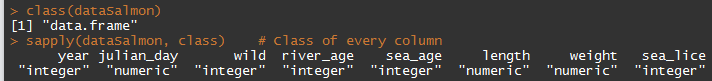 > class(dataSalmon)
[1] "data.frame"
> sapply(dataSalmon, class)    # Class of every column
year julian_day wild river_age sea_age length weight sea_lice
"integer" "numeric" "integer" "integer" "integer" "numeric" "numeric" "integer"